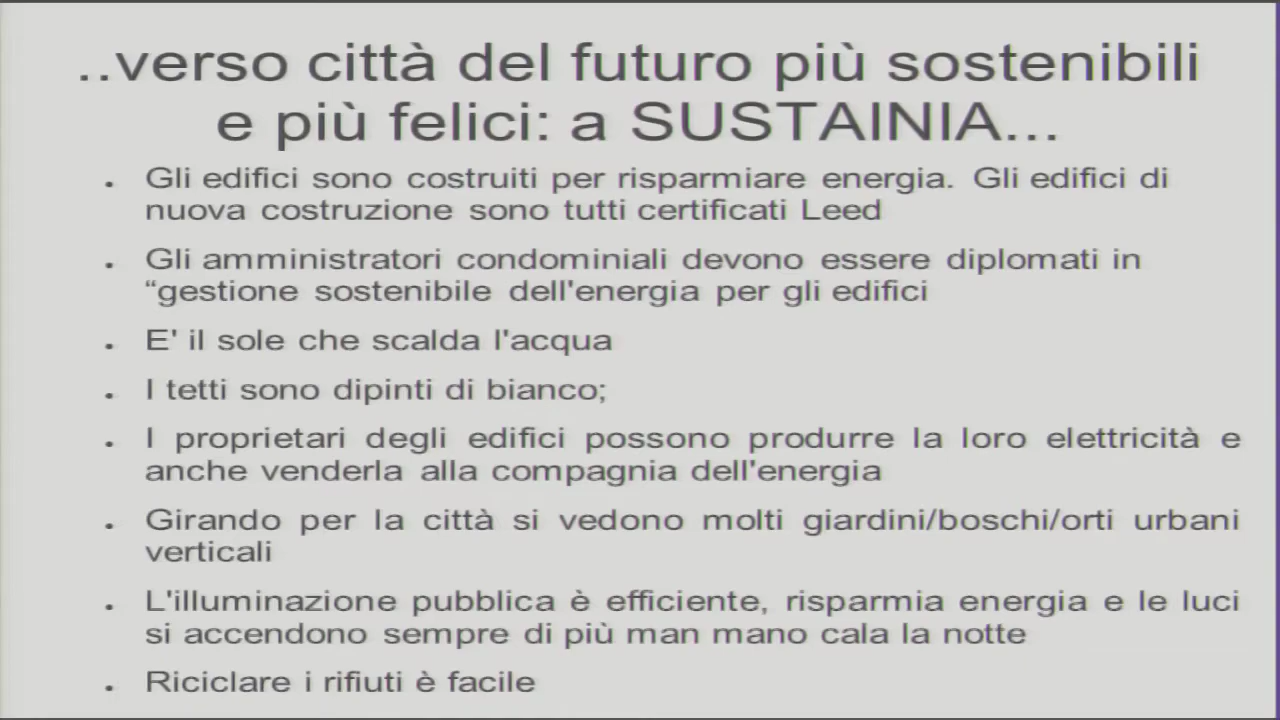 ..verso città del futuro più sostenibili
e più felici: a SUSTAINIA...
• Gli edifici sono costruiti per risparmiare energia. Gli edifici di
nuova costruzione sono tutti certificati Leed
• Gli amministratori condominiali devono essere diplomati in
“gestione sostenibile dell'energia per gli edifici
• E' il sole che scalda l'acqua
• I tetti sono dipinti di bianco;
• I proprietari degli edifici possono produrre la loro elettricità e
anche venderla alla compagnia dell'energia
• Girando per la città si vedono molti giardini/boschi/orti urbani
verticali
• L'illuminazione pubblica è efficiente, risparmia energia e le luci
si accendono sempre di più man mano cala la notte
• Riciclare i rifiuti è facile